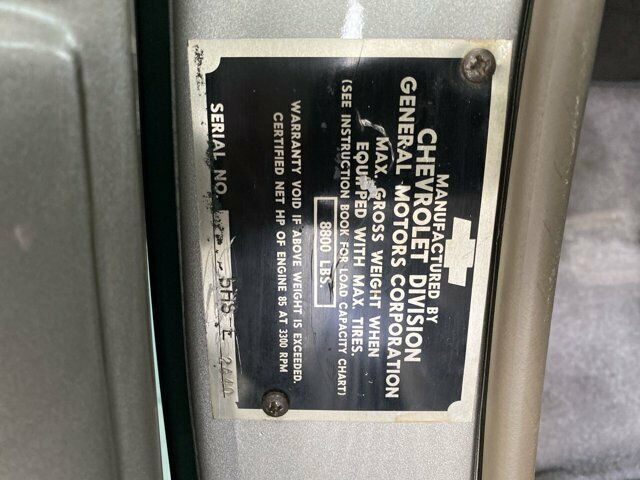 MANUFACTURED BY
CHEVROLET DIVISION
GENERAL MOTORS CORPORATION
MAX. GROSS WEIGHT WHEN
EQUIPPED WITH MAX. TIRES.
(SEE INSTRUCTION BOOK FOR LOAD CAPACITY CHART)
8800 LBS.
WARRANTY VOID IF ABOVE WEIGHT IS EXCEEDED.
CERTIFIED NET HP OF ENGINE 85 AT 3300 RPM
SERIAL NO.